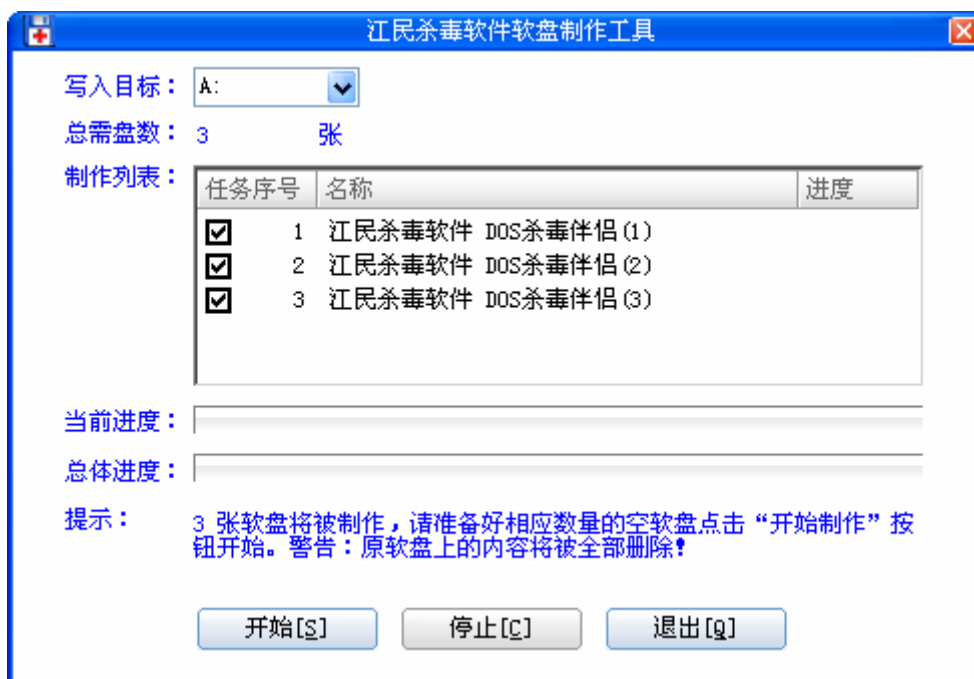 江民杀毒软件软盘制作工具
写入目标： A:
总需盘数： 3 张
制作列表：
任务序号 名称 进度
1 江民杀毒软件 DOS杀毒伴侣(1)
2 江民杀毒软件 DOS杀毒伴侣(2)
3 江民杀毒软件 DOS杀毒伴侣(3)
当前进度：
总体进度：
提示： 3 张软盘将被制作，请准备好相应数量的空软盘点击“开始制作”按
钮开始。警告：原软盘上的内容将被全部删除！
开始[S] 停止[C] 退出[Q]